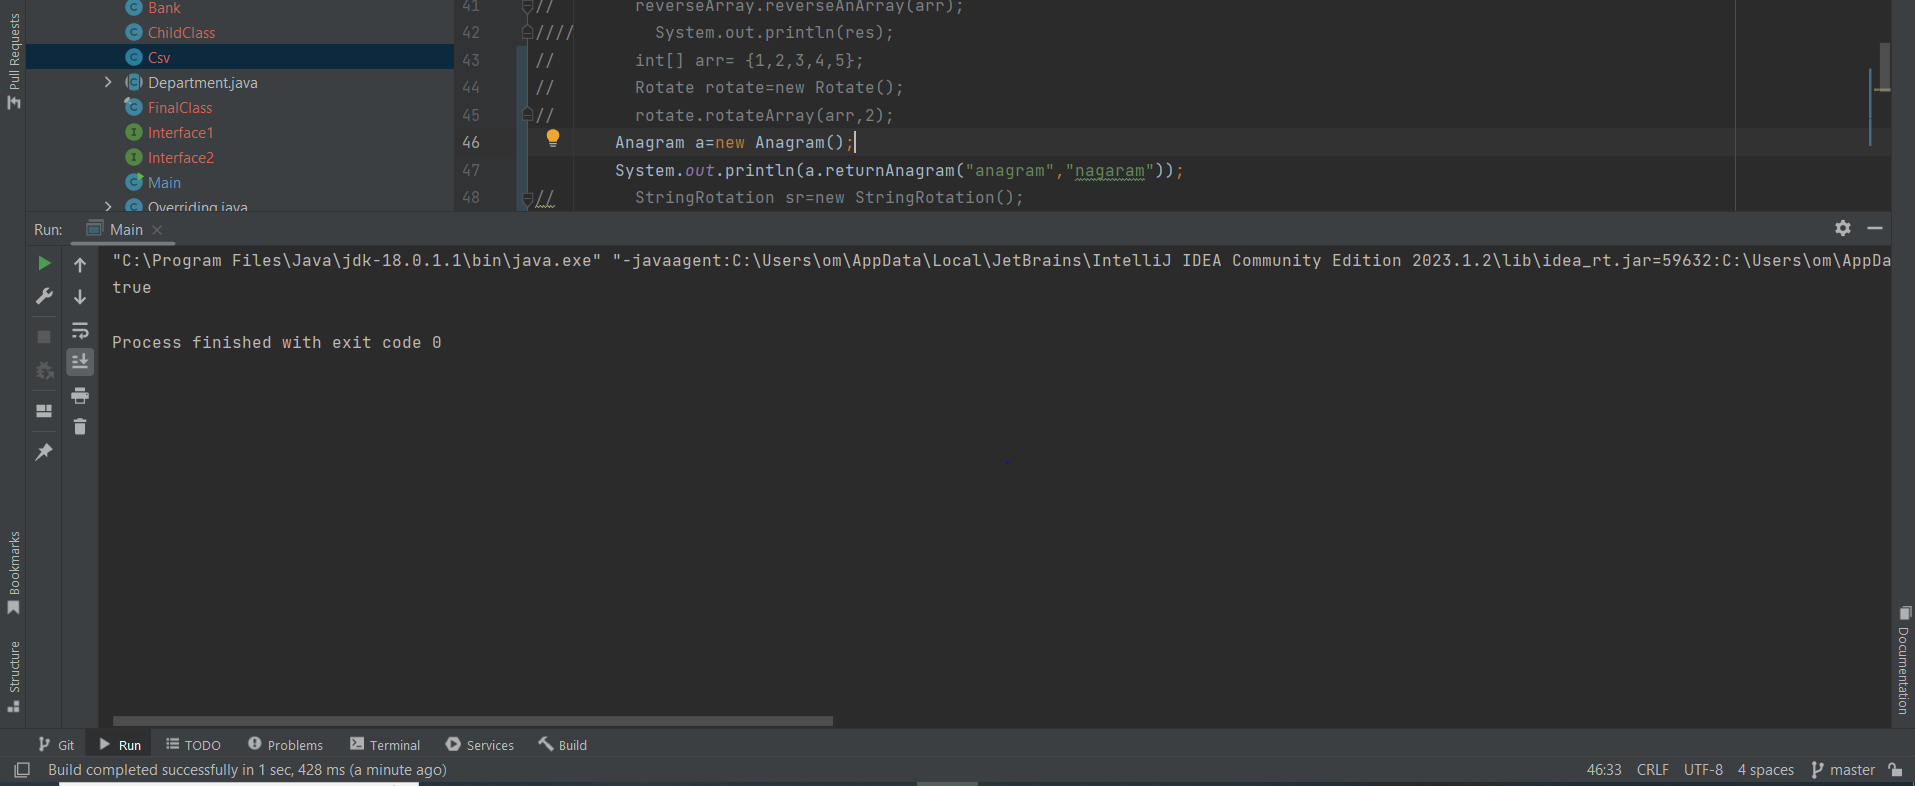 Pull Requests
Bank
ChildClass
Csv
Department.java
FinalClass
Interface1
Interface2
Main
Overriding.java
41 // reverseArray.reverseAnArray(arr);
42 //// System.out.println(res);
43 // int[] arr= {1,2,3,4,5};
44 // Rotate rotate=new Rotate();
45 // rotate.rotateArray(arr,2);
46 Anagram a=new Anagram();
47 System.out.println(a.returnAnagram("anagram","nagaram"));
48 // StringRotation sr=new StringRotation();
Run: Main
"C:\Program Files\Java\jdk-18.0.1.1\bin\java.exe" "-javaagent:C:\Users\om\AppData\Local\JetBrains\IntelliJ IDEA Community Edition 2023.1.2\lib\idea_rt.jar=59632:C:\Users\om\AppDa
true
Process finished with exit code 0
Bookmarks
Structure
Documentation
Git Run TODO Problems Terminal Services Build
Build completed successfully in 1 sec, 428 ms (a minute ago)
46:33 CRLF UTF-8 4 spaces master